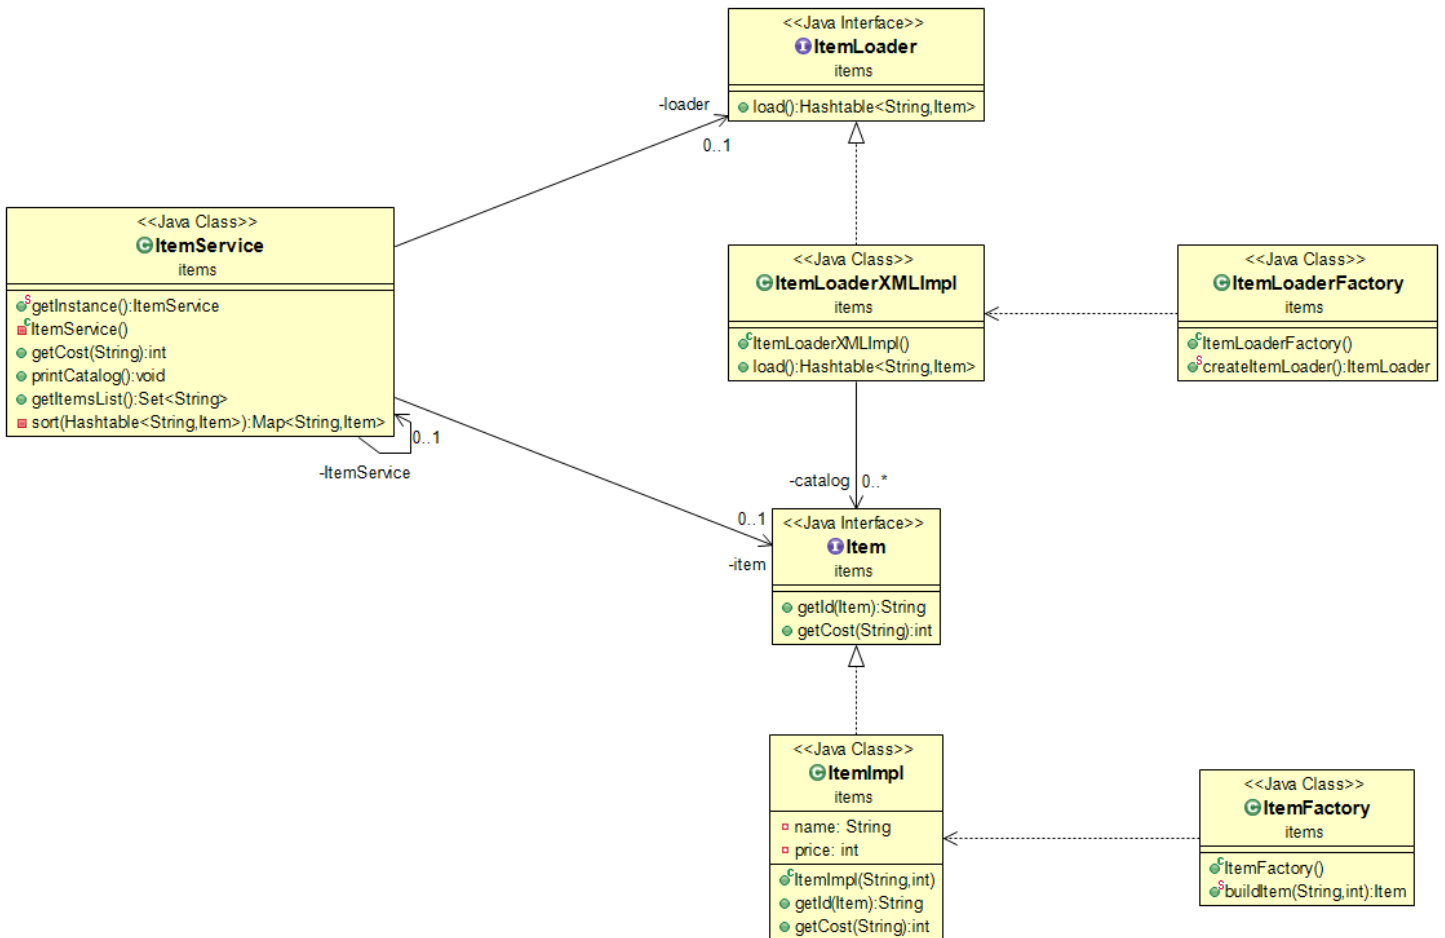 <<Java Interface>>
ItemLoader
items
load():Hashtable<String,Item>
-loader
0..1
<<Java Class>>
ItemService
items
getInstance():ItemService
ItemService()
getCost(String):int
printCatalog():void
getItemsList():Set<String>
sort(Hashtable<String,Item>):Map<String,Item>
0..1
-ItemService
<<Java Class>>
ItemLoaderXMLImpl
items
ItemLoaderXMLImpl()
load():Hashtable<String,Item>
<<Java Class>>
ItemLoaderFactory
items
ItemLoaderFactory()
createItemLoader():ItemLoader
-catalog 0..*
0..1
-item
<<Java Interface>>
Item
items
getId(Item):String
getCost(String):int
<<Java Class>>
ItemImpl
items
name: String
price: int
ItemImpl(String,int)
getId(Item):String
getCost(String):int
<<Java Class>>
ItemFactory
items
ItemFactory()
buildItem(String,int):Item